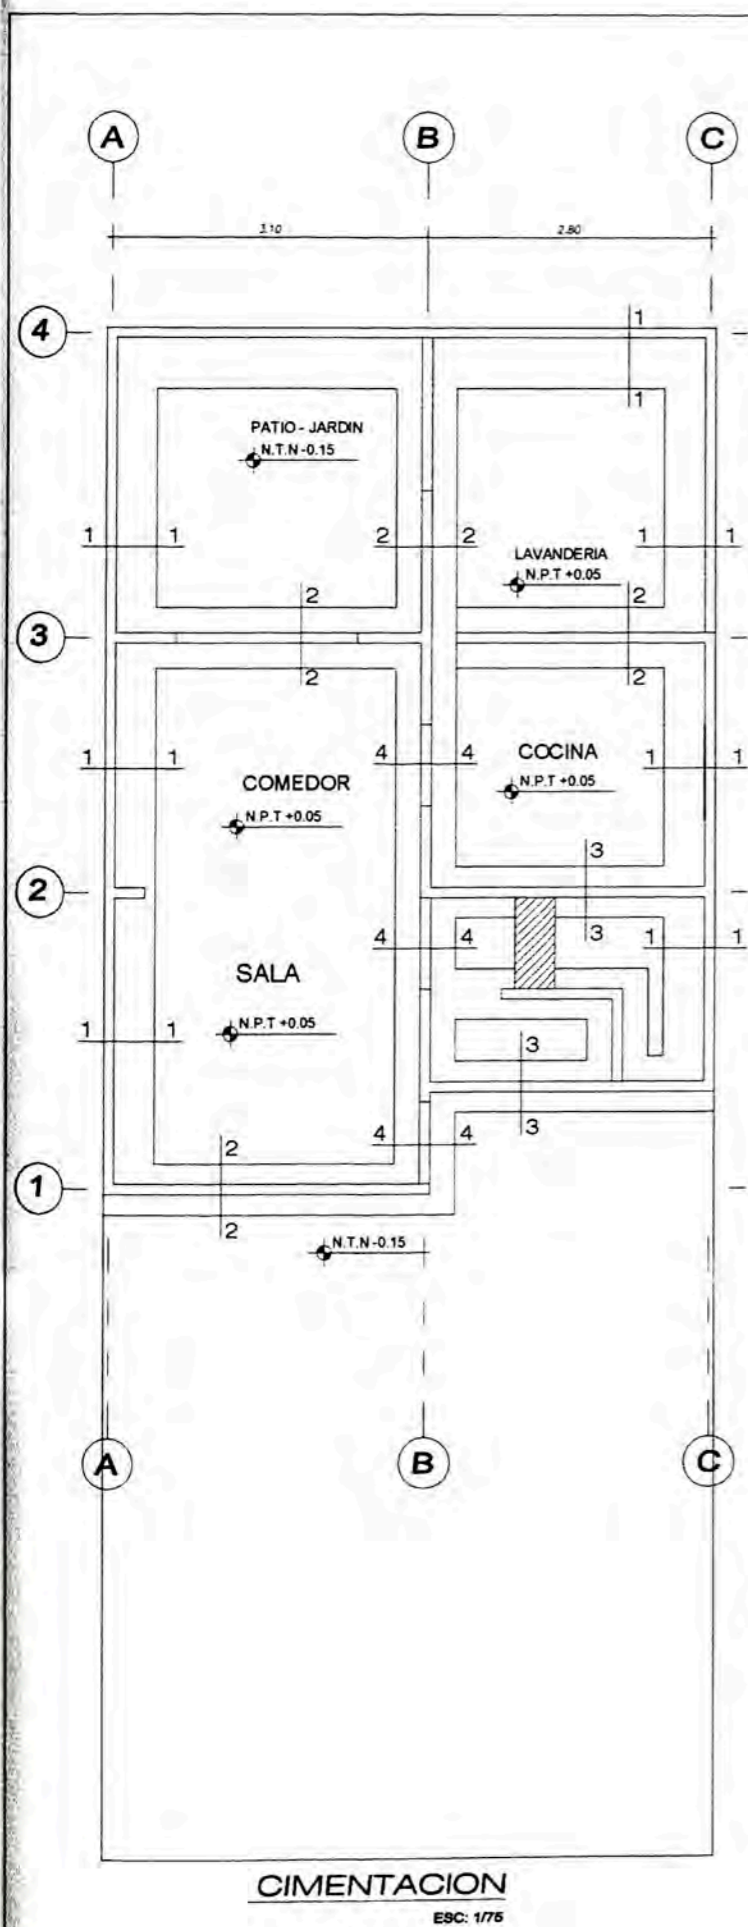 A B C
3.10 2.80
4 1
1
PATIO - JARDIN
N.T.N -0.15
1 1 2 2 1 1
LAVANDERIA
N.P.T +0.05
2 2
3
2 2
1 1 4 4 COCINA 1 1
N.P.T +0.05
COMEDOR
N.P.T +0.05
3
2
3
4 4 1 1
SALA
N.P.T +0.05
1 1
3
3
2 4 4
1
2
N.T.N -0.15
A B C
CIMENTACION
ESC: 1/75